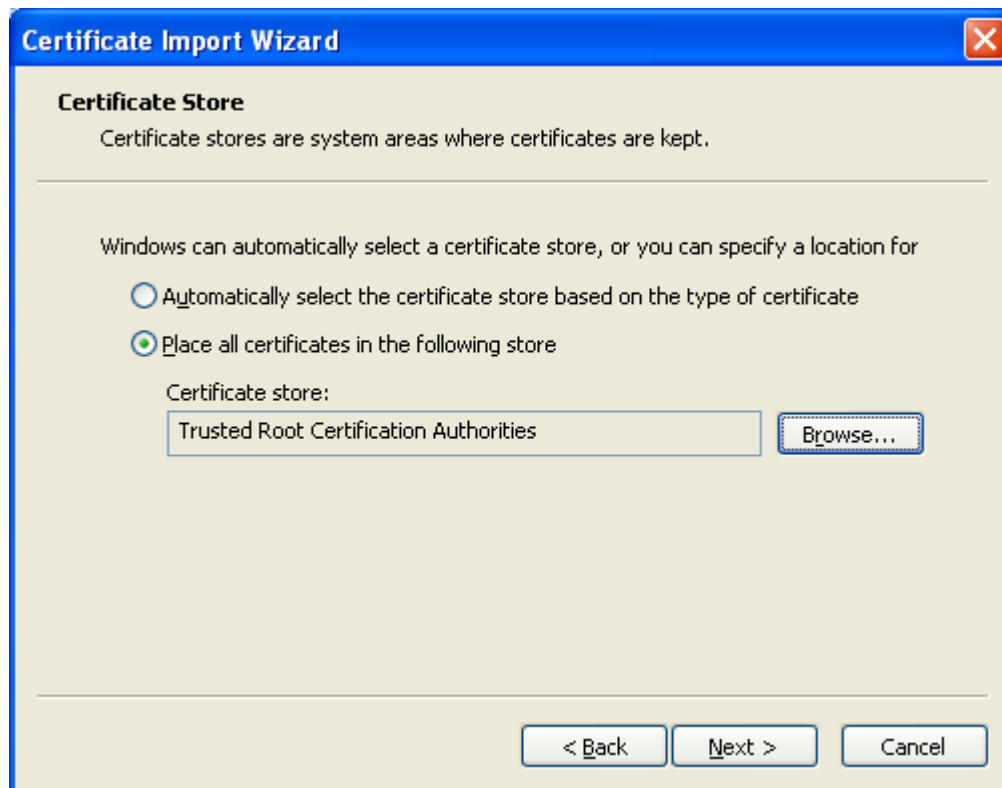 Certificate Import Wizard
Certificate Store
Certificate stores are system areas where certificates are kept.
Windows can automatically select a certificate store, or you can specify a location for
Automatically select the certificate store based on the type of certificate
Place all certificates in the following store
Certificate store:
Trusted Root Certification Authorities
Browse...
< Back
Next >
Cancel